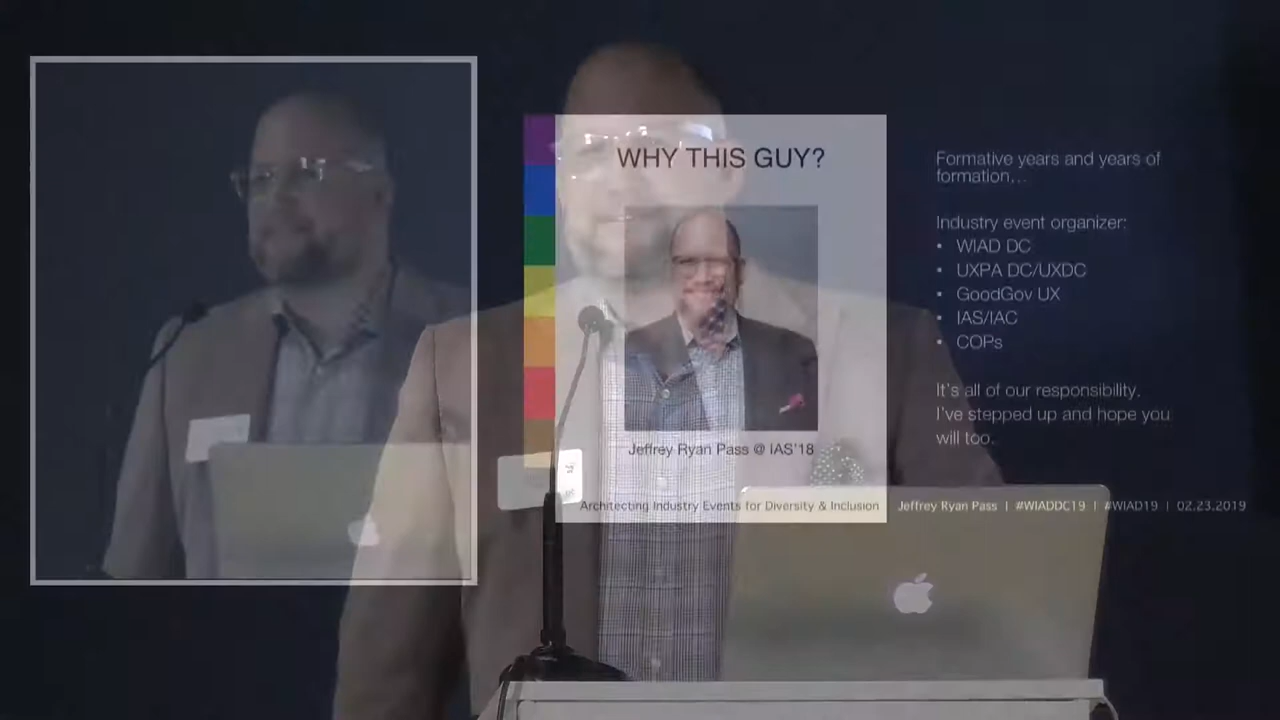 WHY THIS GUY?
Jeffrey Ryan Pass @ IAS'18
Formative years and years of
formation...
Industry event organizer:
• WIAD DC
• UXPA DC/UXDC
• GoodGov UX
• IAS/IAC
• COPs
It's all of our responsibility.
I've stepped up and hope you
will too.
Architecting Industry Events for Diversity & Inclusion
Jeffrey Ryan Pass | #WIADDC19 | #WIAD19 | 02.23.2019